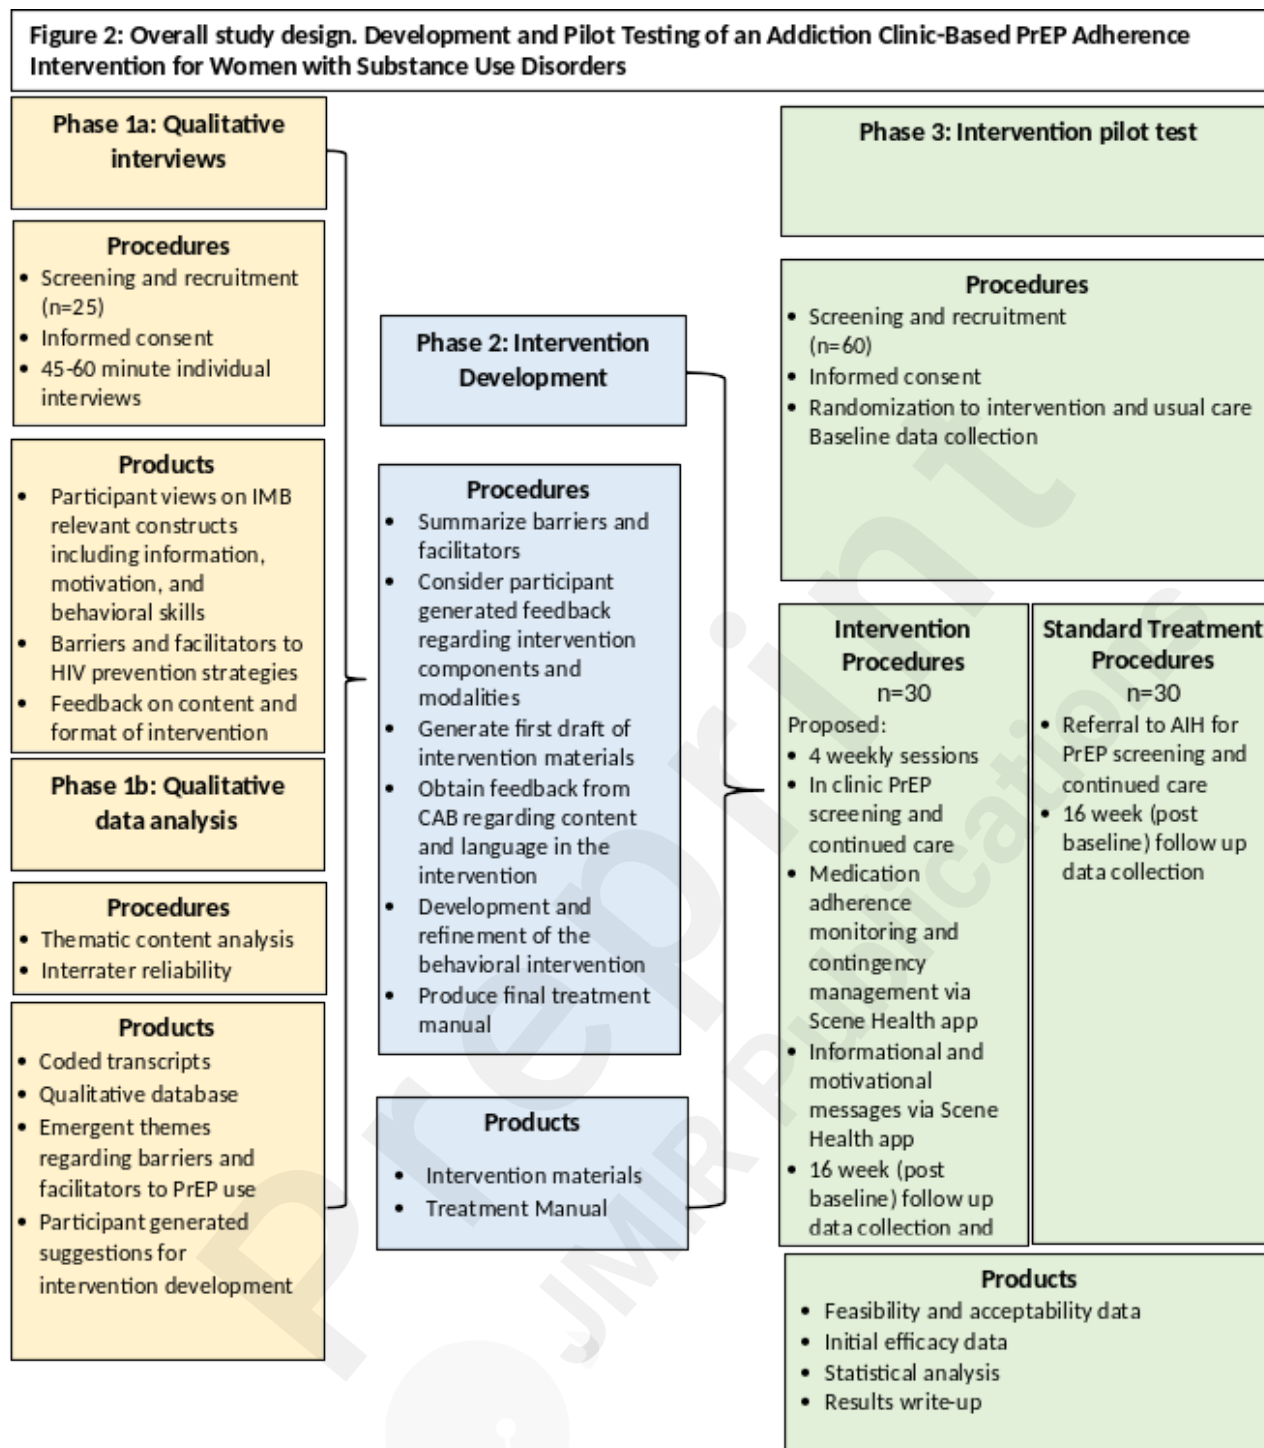 Figure 2: Overall study design. Development and Pilot Testing of an Addiction Clinic-Based PrEP Adherence
Intervention for Women with Substance Use Disorders
Phase 1a: Qualitative
interviews
Procedures
• Screening and recruitment
(n=25)
• Informed consent
• 45-60 minute individual
interviews
Products
• Participant views on IMB
relevant constructs
including information,
motivation, and
behavioral skills
• Barriers and facilitators to
HIV prevention strategies
• Feedback on content and
format of intervention
Phase 1b: Qualitative
data analysis
Procedures
• Thematic content analysis
• Interrater reliability
Products
• Coded transcripts
• Qualitative database
• Emergent themes
regarding barriers and
facilitators to PrEP use
• Participant generated
suggestions for
intervention development
Phase 2: Intervention
Development
Procedures
• Summarize barriers and
facilitators
• Consider participant
generated feedback
regarding intervention
components and
modalities
• Generate first draft of
intervention materials
• Obtain feedback from
CAB regarding content
and language in the
intervention
• Development and
refinement of the
behavioral intervention
• Produce final treatment
manual
Products
• Intervention materials
• Treatment Manual
Phase 3: Intervention pilot test
Procedures
• Screening and recruitment
(n=60)
• Informed consent
• Randomization to intervention and usual care
Baseline data collection
Intervention
Procedures
n=30
Proposed:
• 4 weekly sessions
• In clinic PrEP
screening and
continued care
• Medication
adherence
monitoring and
contingency
management via
Scene Health app
• Informational and
motivational
messages via Scene
Health app
• 16 week (post
baseline) follow up
data collection and
Standard Treatment
Procedures
n=30
• Referral to AIH for
PrEP screening and
continued care
• 16 week (post
baseline) follow up
data collection
Products
• Feasibility and acceptability data
• Initial efficacy data
• Statistical analysis
• Results write-up
Preprint
JMIR Publications